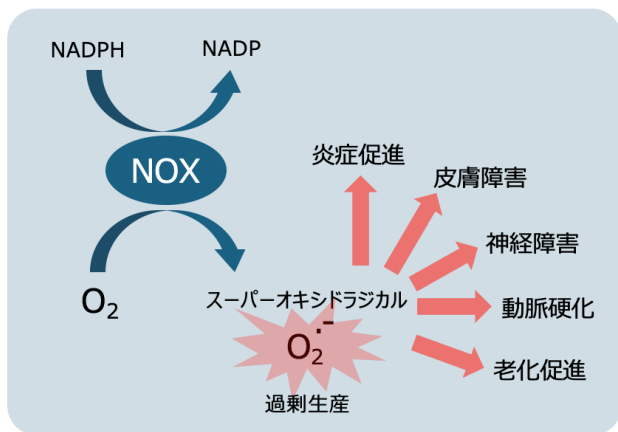 NADPH
NADP
NOX
O₂
スーパーオキシドラジカル
O₂・-
過剰生産
炎症促進
皮膚障害
神経障害
動脈硬化
老化促進